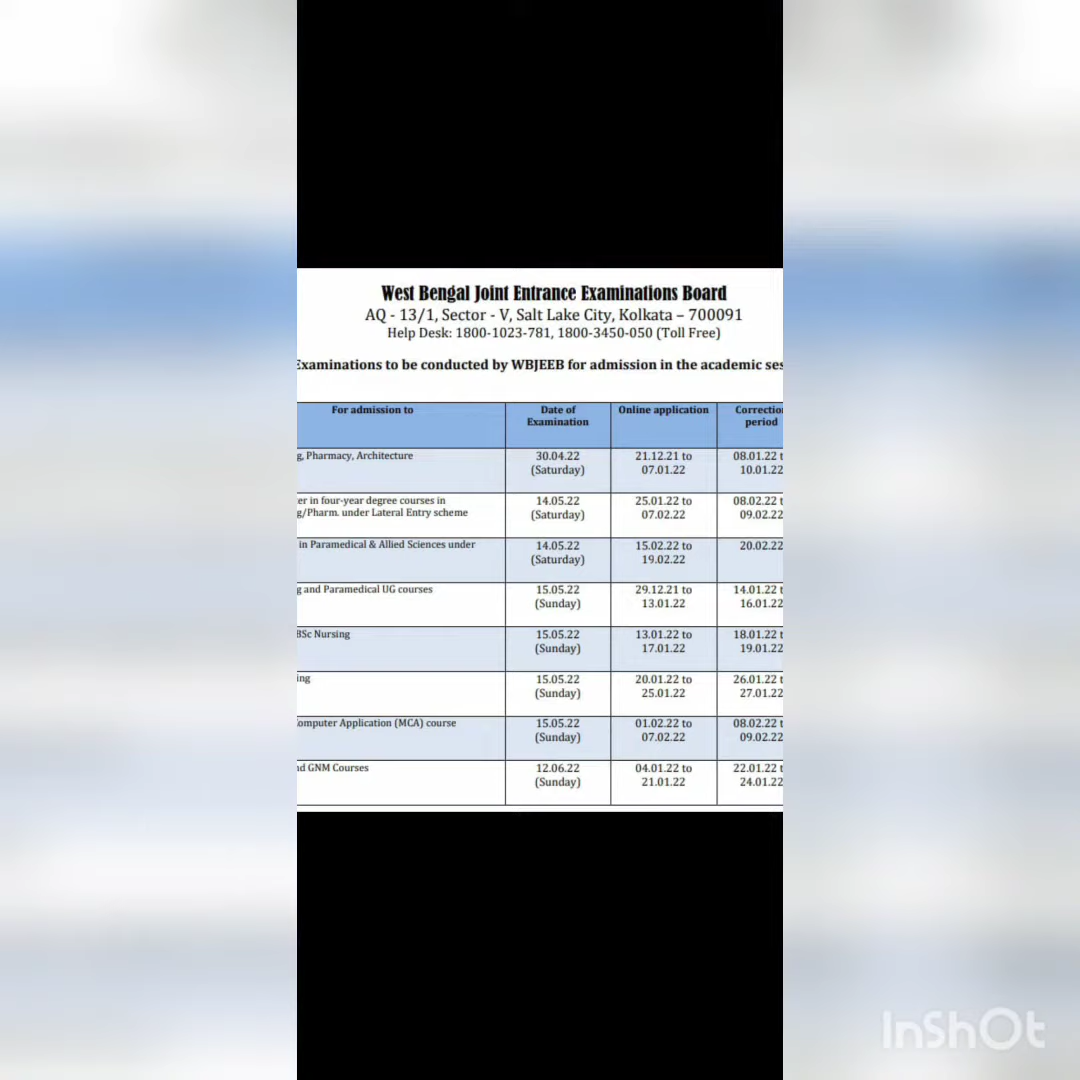 West Bengal Joint Entrance Examinations Board
AQ - 13/1, Sector - V, Salt Lake City, Kolkata – 700091
Help Desk: 1800-1023-781, 1800-3450-050 (Toll Free)
Examinations to be conducted by WBJEEB for admission in the academic ses
For admission to
Date of
Examination
Online application
Correction
period
g, Pharmacy, Architecture
30.04.22
(Saturday)
21.12.21 to
07.01.22
08.01.22 t
10.01.22
er in four-year degree courses in
g/Pharm. under Lateral Entry scheme
14.05.22
(Saturday)
25.01.22 to
07.02.22
08.02.22 t
09.02.22
in Paramedical & Allied Sciences under
14.05.22
(Saturday)
15.02.22 to
19.02.22
20.02.22
g and Paramedical UG courses
15.05.22
(Sunday)
29.12.21 to
13.01.22
14.01.22 t
16.01.22
BSc Nursing
15.05.22
(Sunday)
13.01.22 to
17.01.22
18.01.22 t
19.01.22
ing
15.05.22
(Sunday)
20.01.22 to
25.01.22
26.01.22 t
27.01.22
omputer Application (MCA) course
15.05.22
(Sunday)
01.02.22 to
07.02.22
08.02.22 t
09.02.22
nd GNM Courses
12.06.22
(Sunday)
04.01.22 to
21.01.22
22.01.22 t
24.01.22
InShOt